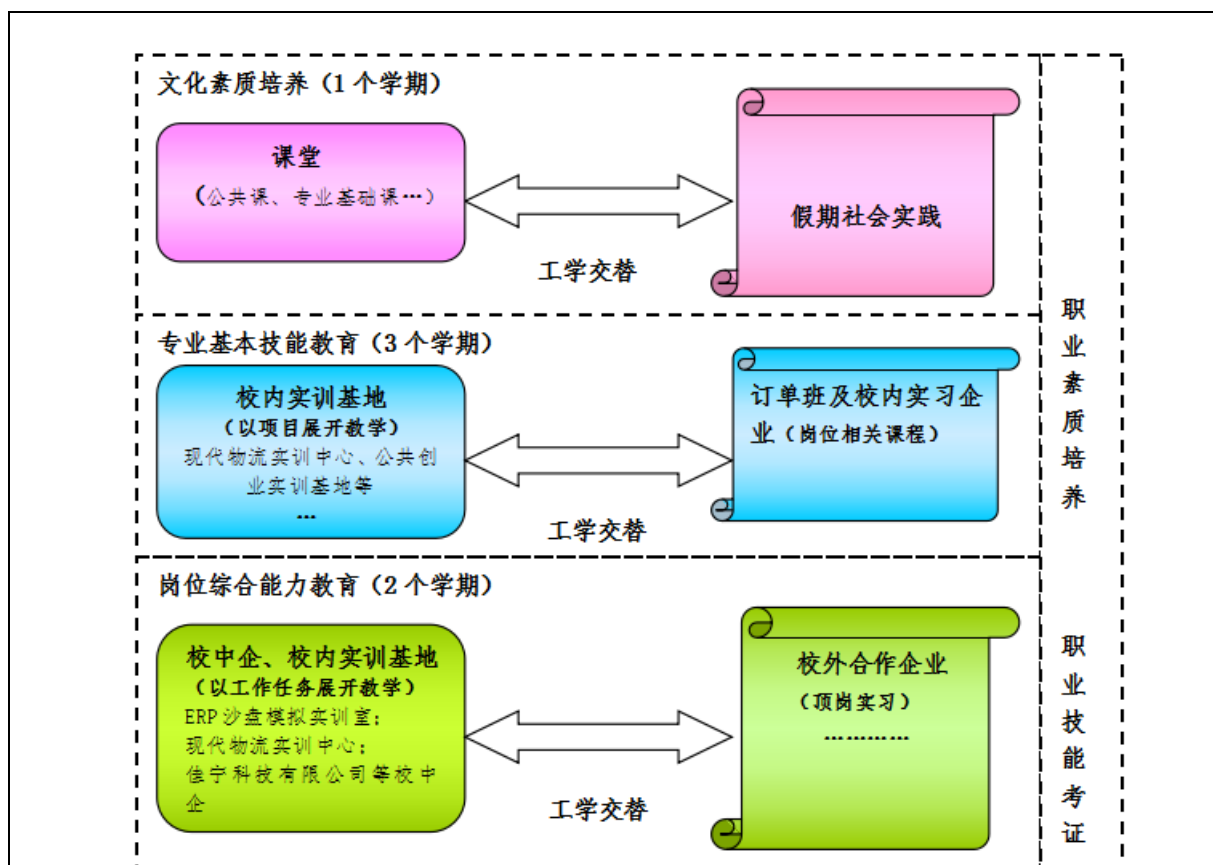 文化素质培养（1 个学期）
课堂
（公共课、专业基础课…）
工学交替
假期社会实践
专业基本技能教育（3 个学期）
校内实训基地
（以项目展开教学）
现代物流实训中心、公共创
业实训基地等
…
工学交替
订单班及校内实习企
业（岗位相关课程）
岗位综合能力教育（2 个学期）
校中企、校内实训基地
（以工作任务展开教学）
ERP 沙盘模拟实训室；
现代物流实训中心；
佳宁科技有限公司等校中
企
工学交替
校外合作企业
（顶岗实习）
…………
职业素质培养
职业技能考证